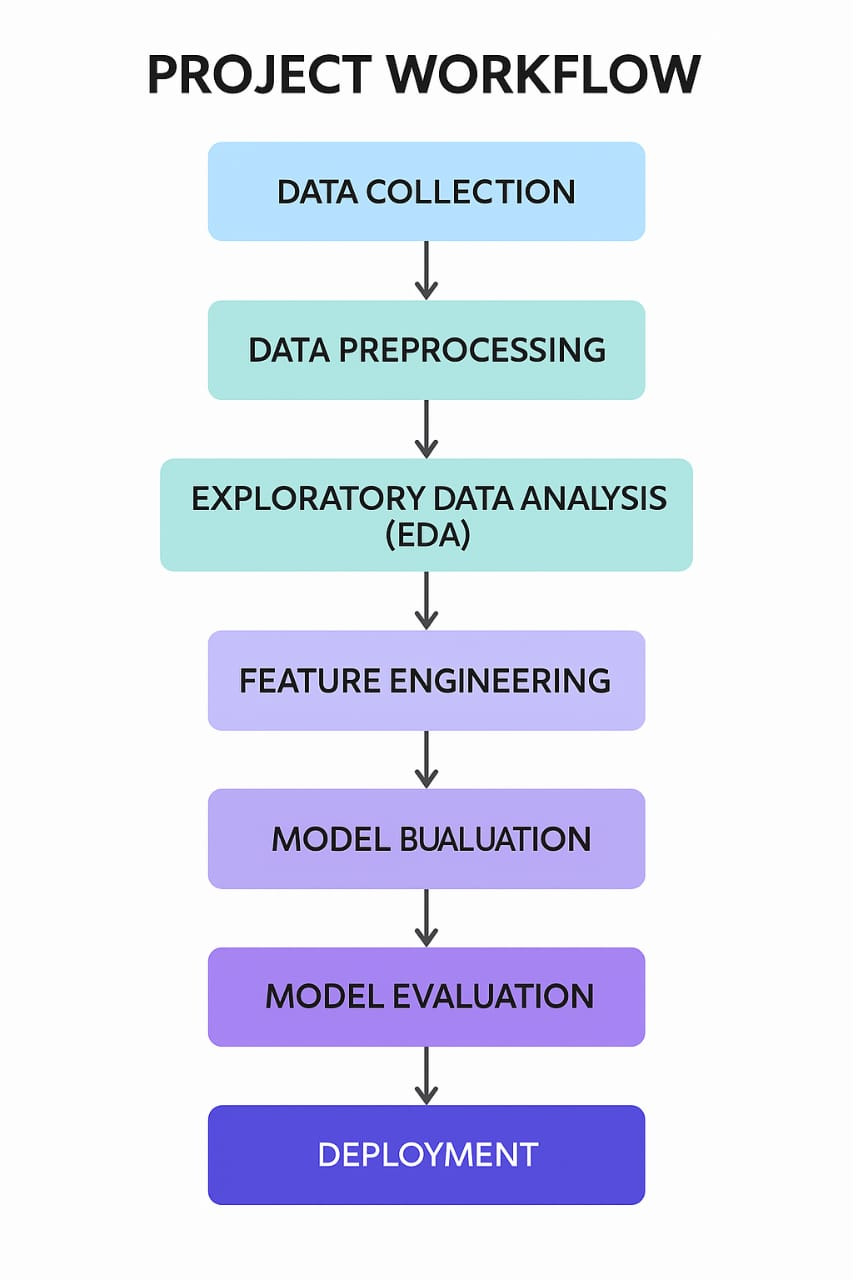 PROJECT WORKFLOW
DATA COLLECTION
DATA PREPROCESSING
EXPLORATORY DATA ANALYSIS
(EDA)
FEATURE ENGINEERING
MODEL BUALUATION
MODEL EVALUATION
DEPLOYMENT